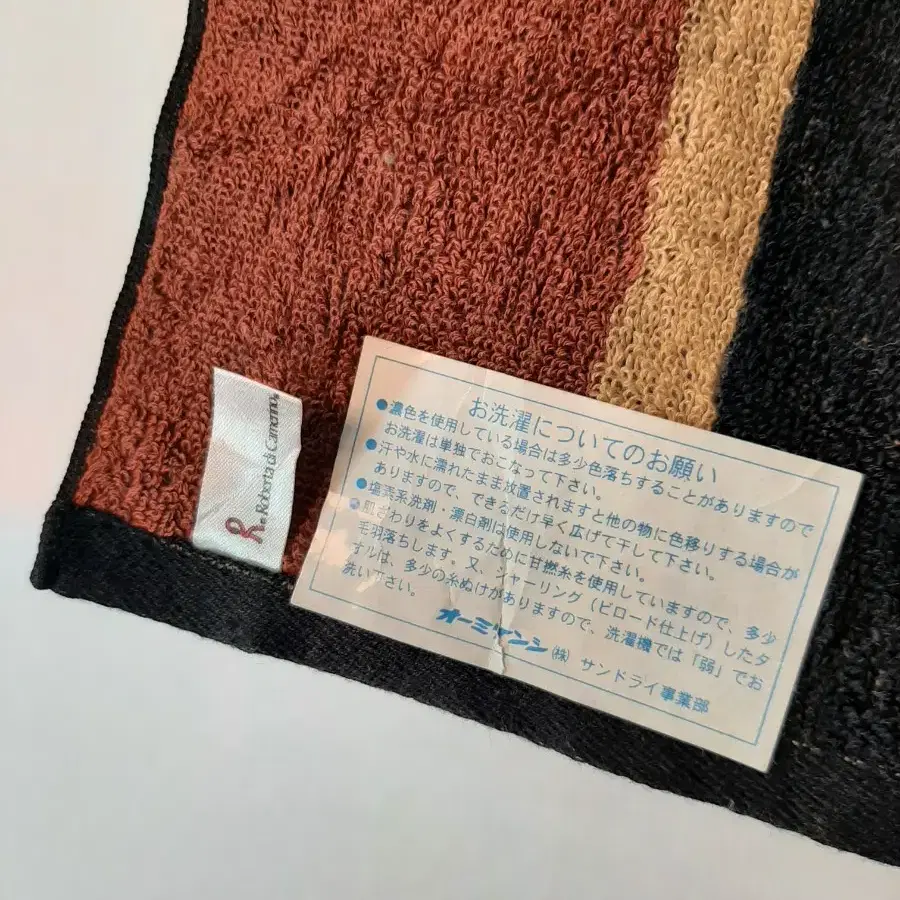 R. Roberta di Camerino
お洗濯についてのお願い
●濃色を使用している場合は多少色落ちすることがありますので
お洗濯は単独でおこなって下さい。
●汗や水に濡れたまま放置されますと他の物に色移りする場合が
ありますので、できるだけ早く広げて干して下さい。
●塩素系洗剤・漂白剤は使用しないで下さい。
●肌ざわりをよくするために甘撚糸を使用していますので、多少
毛羽落ちします。又、シャーリング(ビロード仕上げ)したタ
オルは、多少の糸ぬけがありますので、洗濯機では「弱」でお
洗い下さい。
オーミケンシ(株) サンドライ事業部